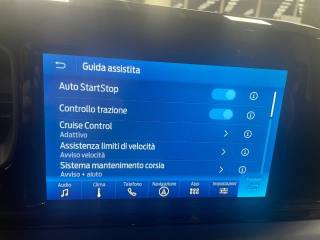 Guida assistita
Auto StartStop
Controllo trazione
Cruise Control
Adattivo
Assistenza limiti di velocità
Avviso velocità
Sistema mantenimento corsia
Avviso + aiuto
Audio Clima Telefono Navigazione App Impostazioni